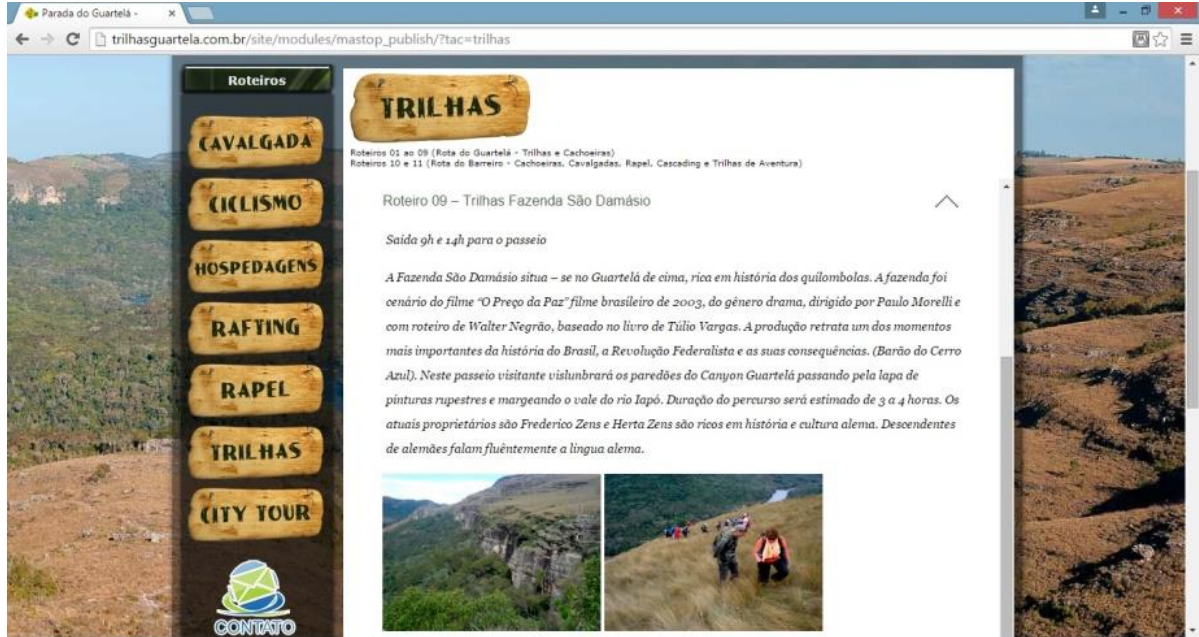 Parada do Guartelá -
trilhasguartela.com.br/site/modules/mastop_publish/?tac=trilhas
Roteiros
CAVALGADA
CICLISMO
HOSPEDAGENS
RAFTING
RAPEL
TRILHAS
CITY TOUR
CONTATO
TRILHAS
Roteiros 01 ao 09 (Rota do Guartelá - Trilhas e Cachoeiras)
Roteiros 10 e 11 (Rota do Barreiro - Cachoeiras, Cavalgadas, Rapel, Cascading e Trilhas de Aventura)
Roteiro 09 – Trilhas Fazenda São Damásio
Saída 9h e 14h para o passeio
A Fazenda São Damásio situa – se no Guartelá de cima, rica em história dos quilombolas. A fazenda foi
cenário do filme “O Preço da Paz” filme brasileiro de 2003, do gênero drama, dirigido por Paulo Morelli e
com roteiro de Walter Negrão, baseado no livro de Túlio Vargas. A produção retrata um dos momentos
mais importantes da história do Brasil, a Revolução Federalista e as suas consequências. (Barão do Cerro
Azul). Neste passeio visitante vislunbrará os paredões do Canyon Guartelá passando pela lapa de
pinturas rupestres e margeando o vale do rio Iapó. Duração do percurso será estimado de 3 a 4 horas. Os
atuais proprietários são Frederico Zens e Herta Zens são ricos em história e cultura alema. Descendentes
de alemães falam fluêntemente a língua alema.